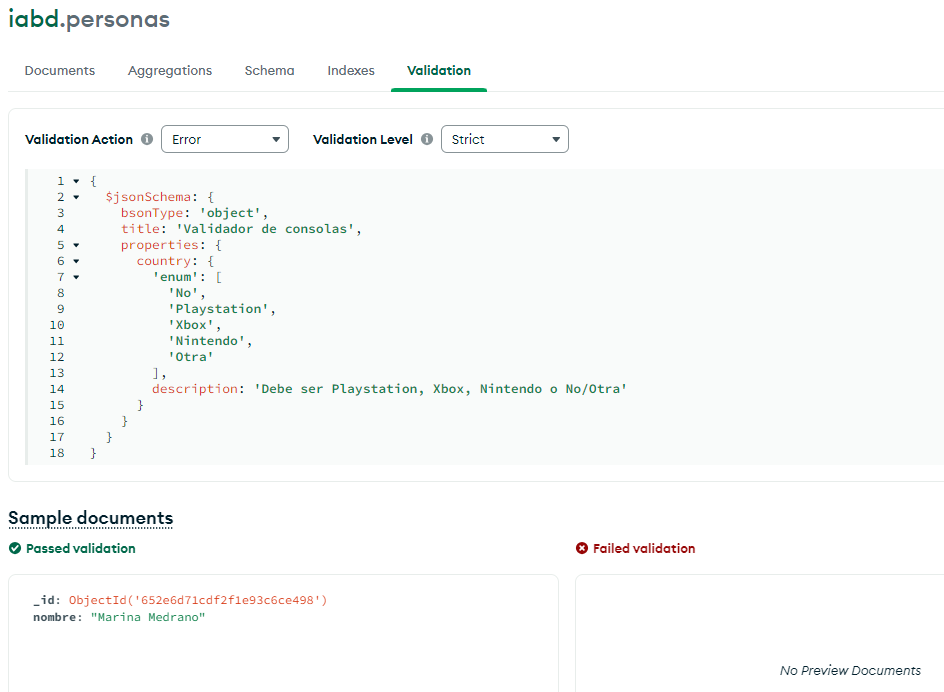 iabd.personas
Documents Aggregations Schema Indexes Validation
Validation Action Error Validation Level Strict
1 {
2 $jsonSchema: {
3 bsonType: 'object',
4 title: 'Validador de consolas',
5 properties: {
6 country: {
7 'enum': [
8 'No',
9 'Playstation',
10 'Xbox',
11 'Nintendo',
12 'Otra'
13 ],
14 description: 'Debe ser Playstation, Xbox, Nintendo o No/Otra'
15 }
16 }
17 }
18 }
Sample documents
Passed validation
Failed validation
_id: ObjectId('652e6d71cdf2f1e93c6ce498')
nombre: "Marina Medrano"
No Preview Documents